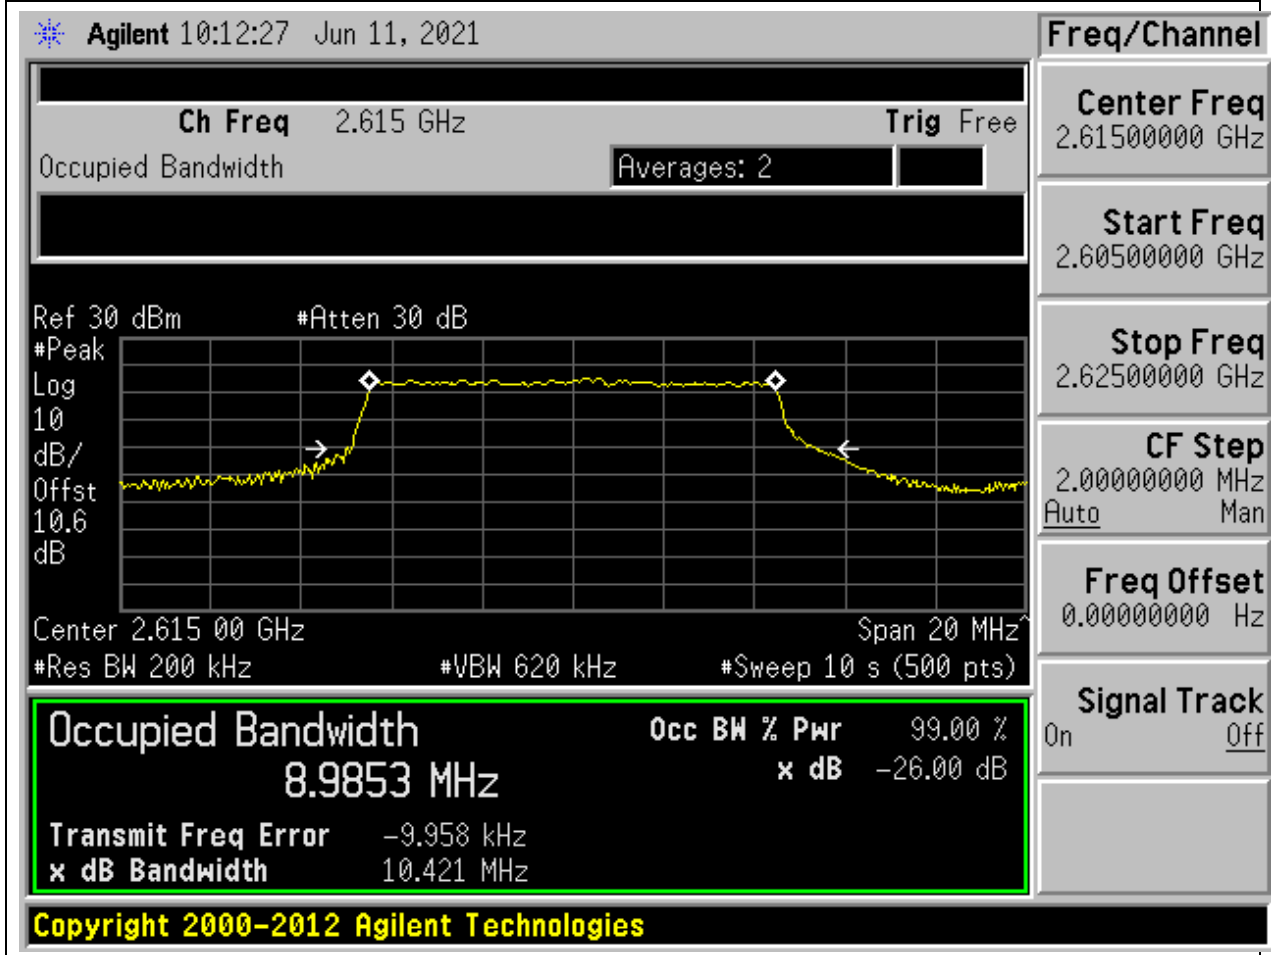 Agilent 10:12:27 Jun 11, 2021
Freq/Channel
Ch Freq 2.615 GHz Trig Free
Occupied Bandwidth Averages: 2
Center Freq
2.61500000 GHz
Start Freq
2.60500000 GHz
Stop Freq
2.62500000 GHz
CF Step
2.00000000 MHz
Auto Man
Freq Offset
0.00000000 Hz
Signal Track
On Off
Ref 30 dBm #Atten 30 dB
#Peak
Log
10
dB/
Offst
10.6
dB
Center 2.615 00 GHz Span 20 MHz^
#Res BW 200 kHz #VBW 620 kHz #Sweep 10 s (500 pts)
Occupied Bandwidth Occ BW % Pwr 99.00 %
8.9853 MHz x dB -26.00 dB
Transmit Freq Error -9.958 kHz
x dB Bandwidth 10.421 MHz
Copyright 2000-2012 Agilent Technologies